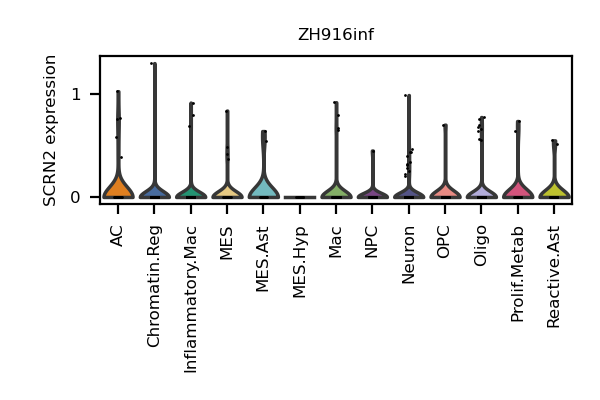 ZH916inf
SCRN2 expression
1
0
AC
Chromatin.Reg
Inflammatory.Mac
MES
MES.Ast
MES.Hyp
Mac
NPC
Neuron
OPC
Oligo
Prolif.Metab
Reactive.Ast